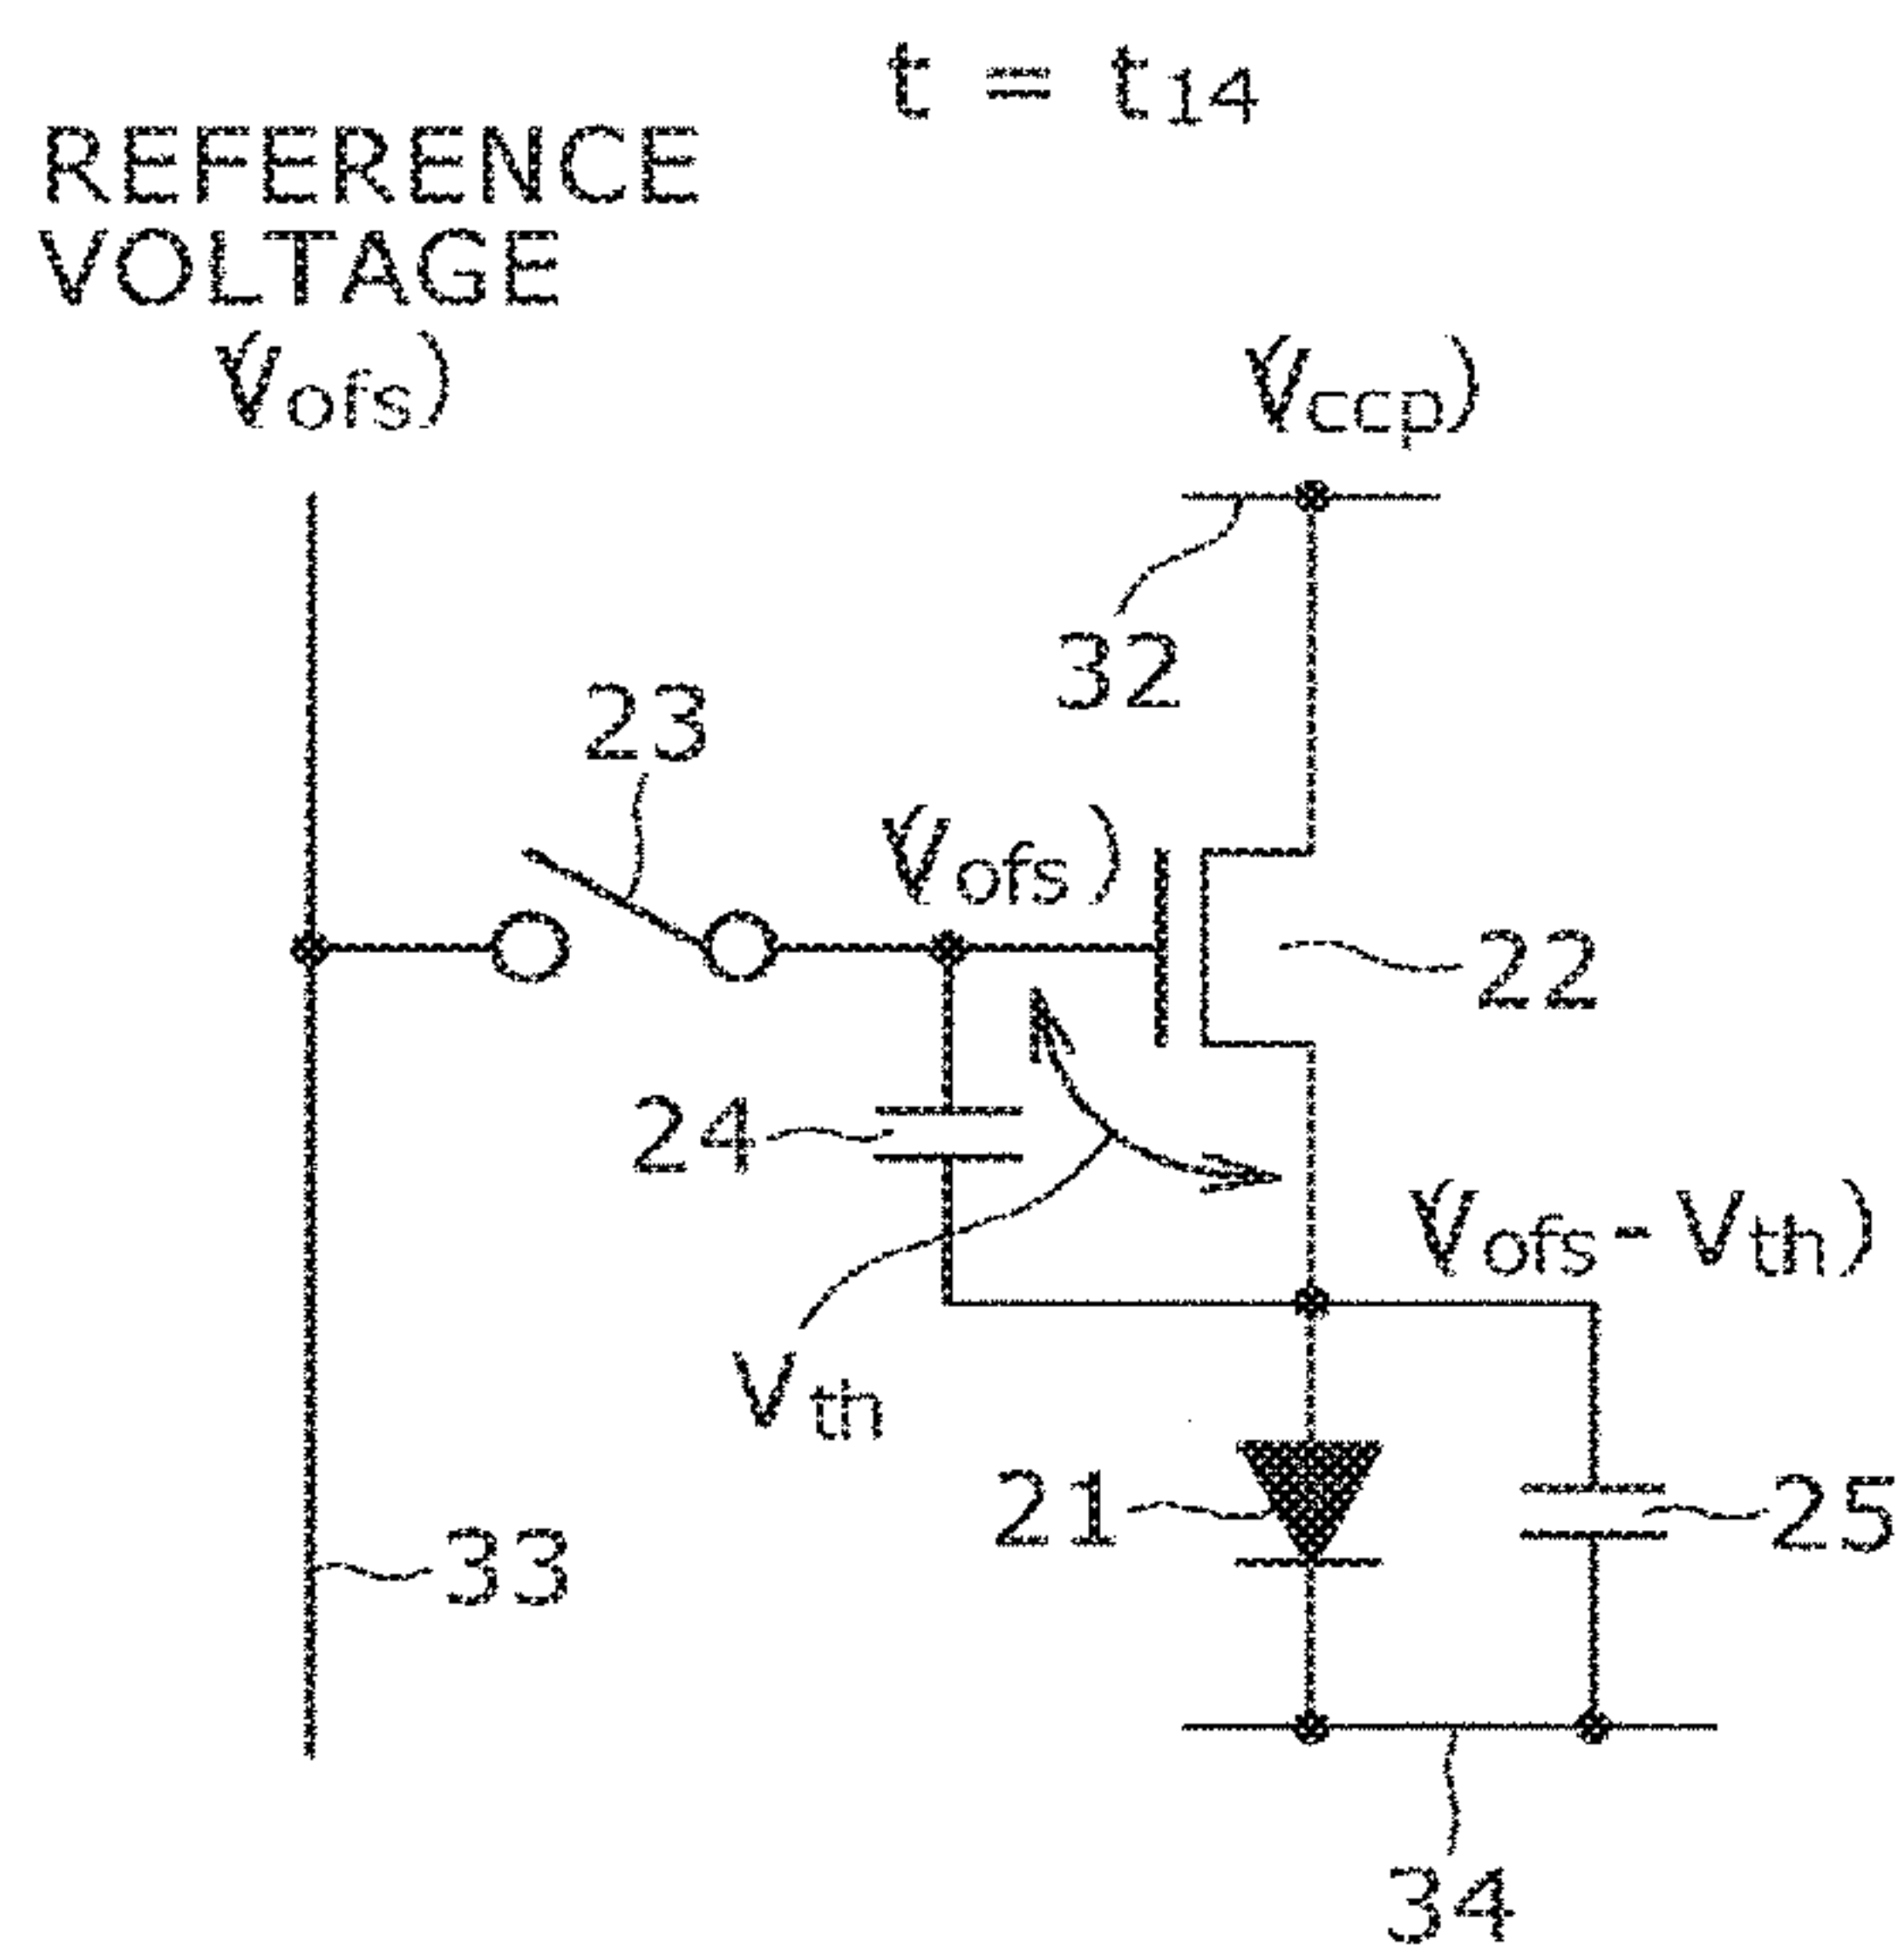 t = t14
REFERENCE
VOLTAGE
(Vofs)
(Vccp)
32
23
(Vofs)
22
24
(Vofs - Vth)
Vth
21
25
33
34